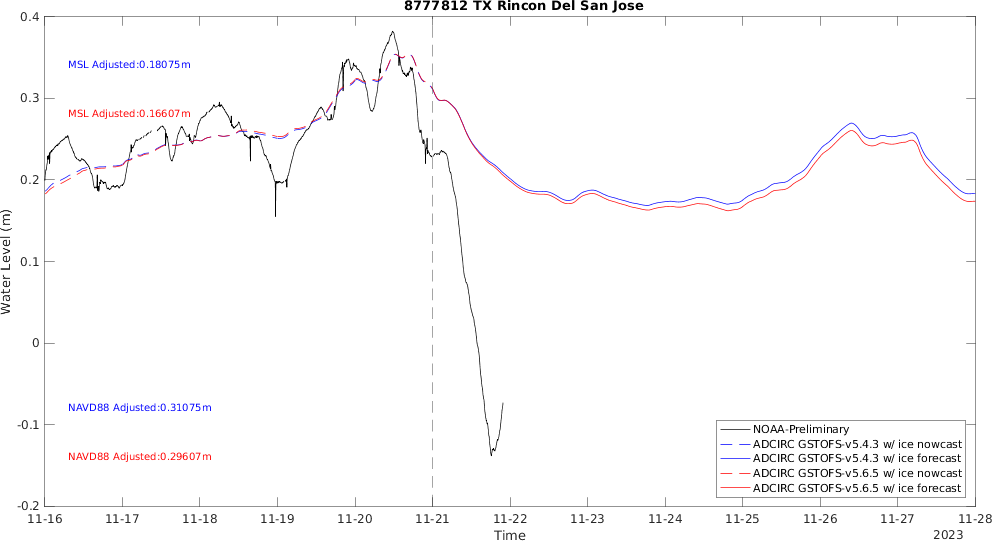 8777812 TX Rincon Del San Jose
0.4
0.3
0.2
0.1
0
-0.1
-0.2
Water Level (m)
MSL Adjusted:0.18075m
MSL Adjusted:0.16607m
NAVD88 Adjusted:0.31075m
NAVD88 Adjusted:0.29607m
NOAA-Preliminary
ADCIRC GSTOFS-v5.4.3 w/ ice nowcast
ADCIRC GSTOFS-v5.4.3 w/ ice forecast
ADCIRC GSTOFS-v5.6.5 w/ ice nowcast
ADCIRC GSTOFS-v5.6.5 w/ ice forecast
11-16 11-17 11-18 11-19 11-20 11-21 11-22 11-23 11-24 11-25 11-26 11-27 11-28
Time
2023